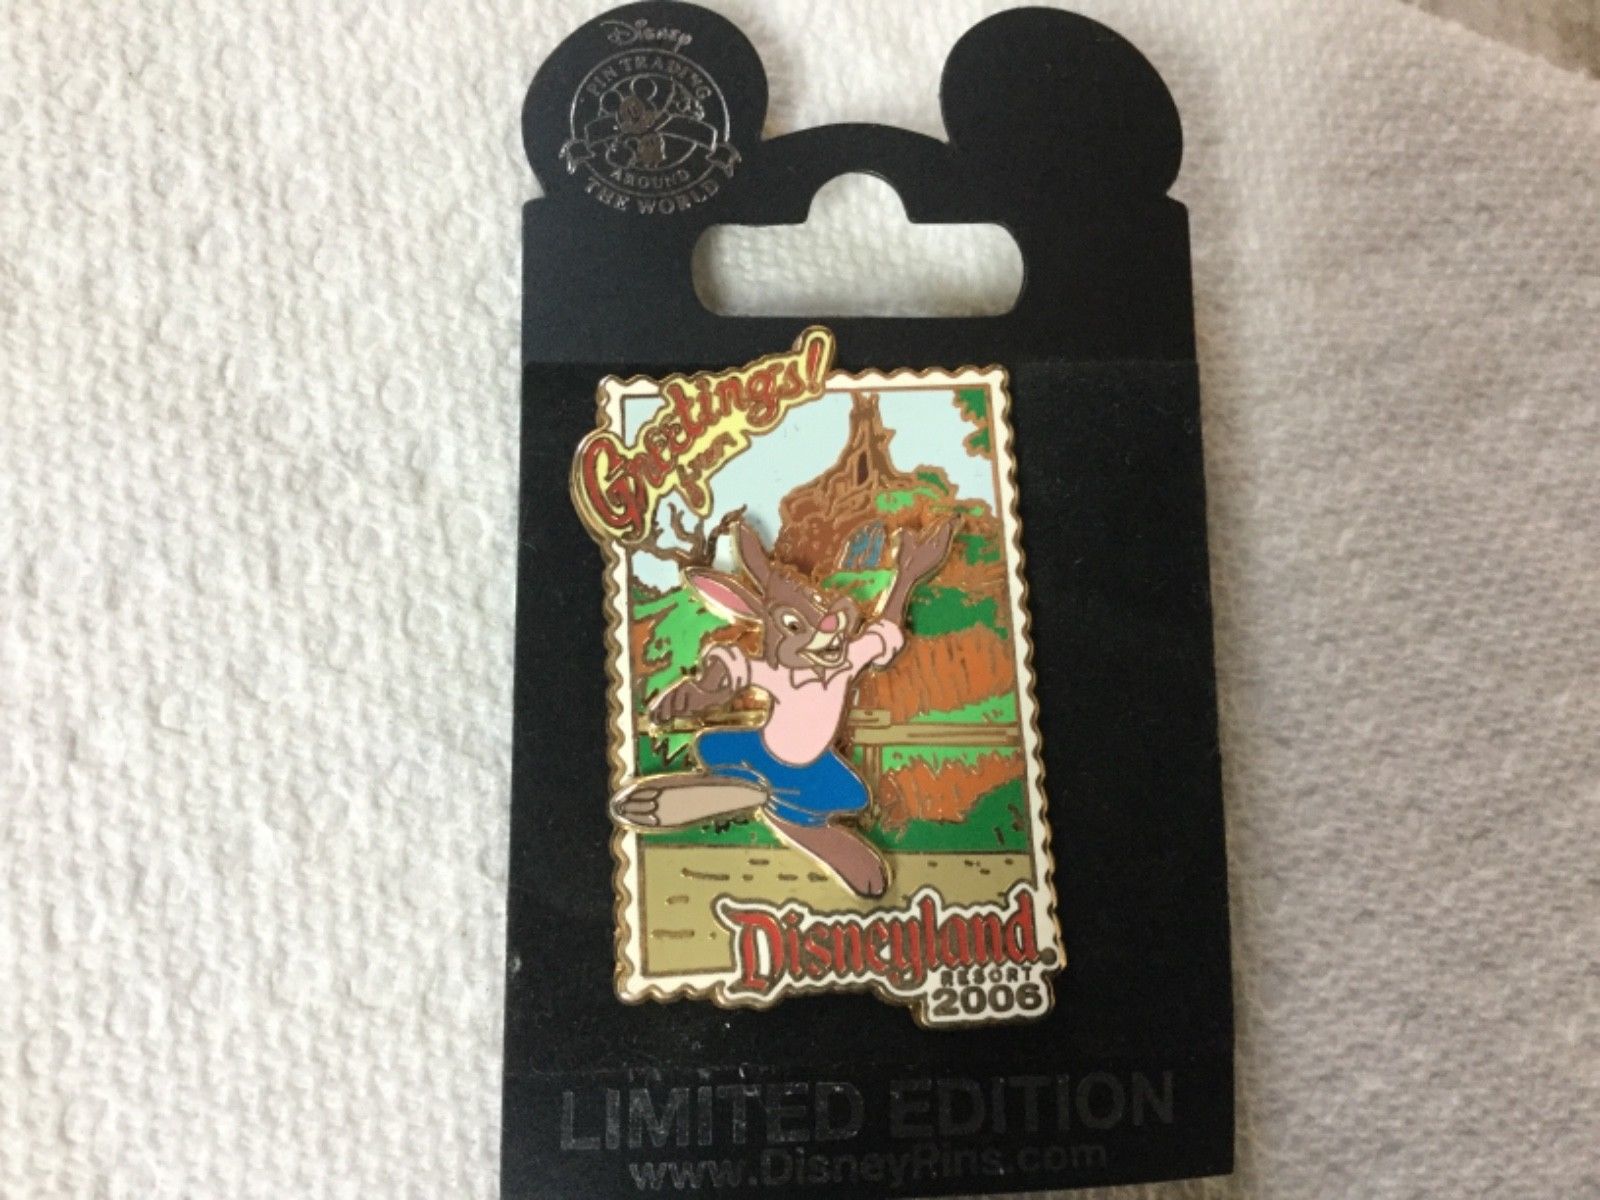 Disney
PIN TRADING
AROUND
THE WORLD
Greetings!
from
Disneyland
RESORT
2006
LIMITED EDITION
www.DisneyPins.com